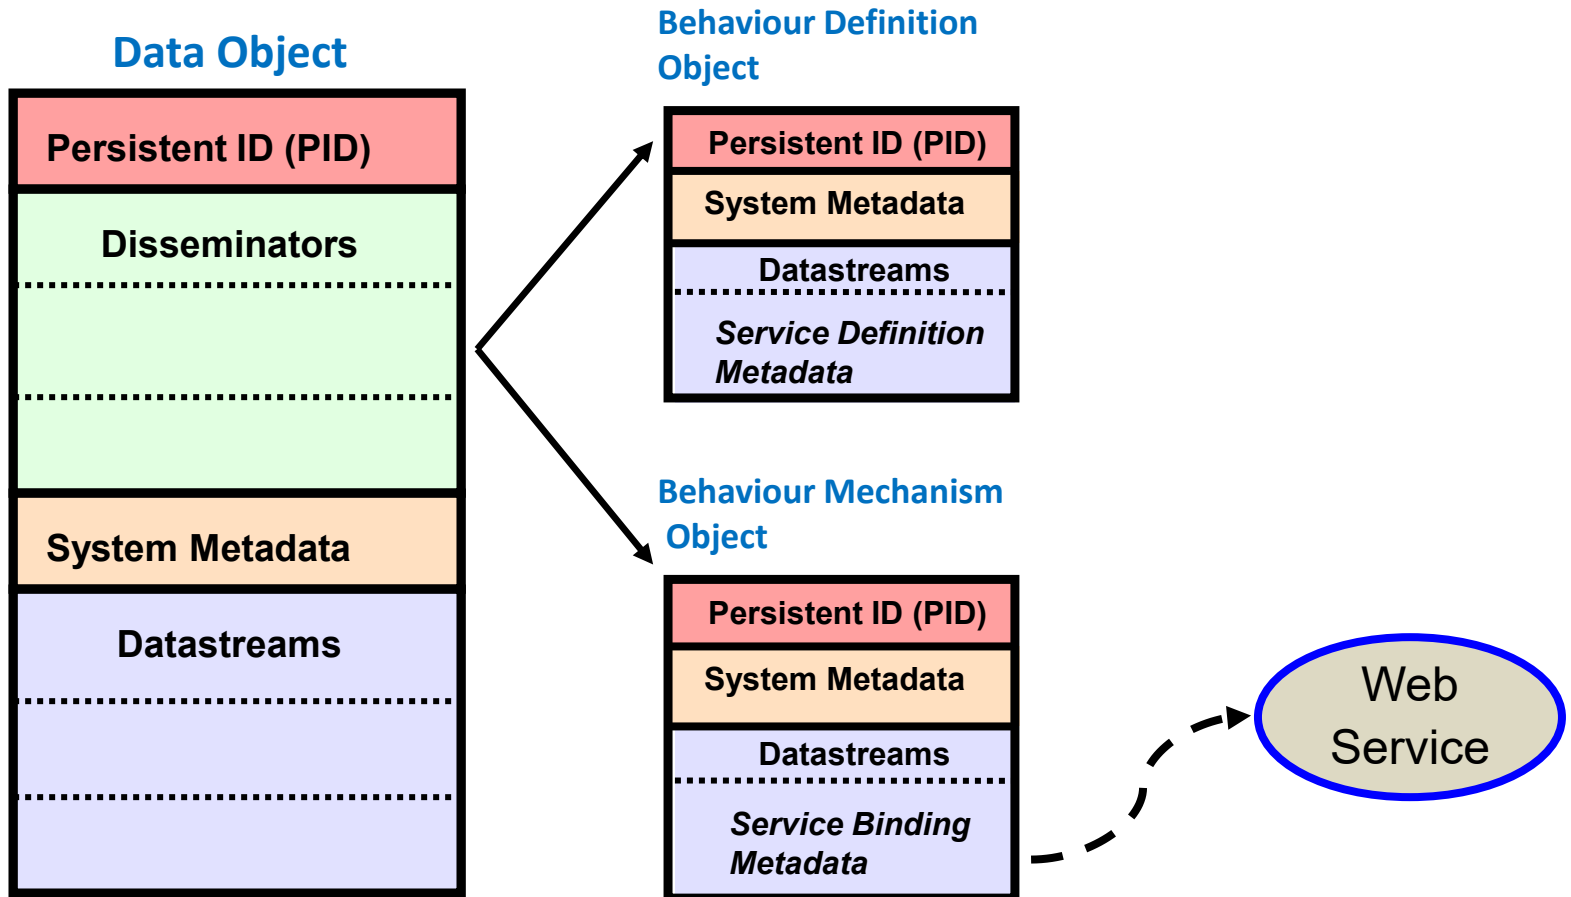 Data Object
Persistent ID (PID)
Disseminators
System Metadata
Datastreams
Behaviour Definition
Object
Persistent ID (PID)
System Metadata
Datastreams
Service Definition
Metadata
Behaviour Mechanism
Object
Persistent ID (PID)
System Metadata
Datastreams
Service Binding
Metadata
Web
Service